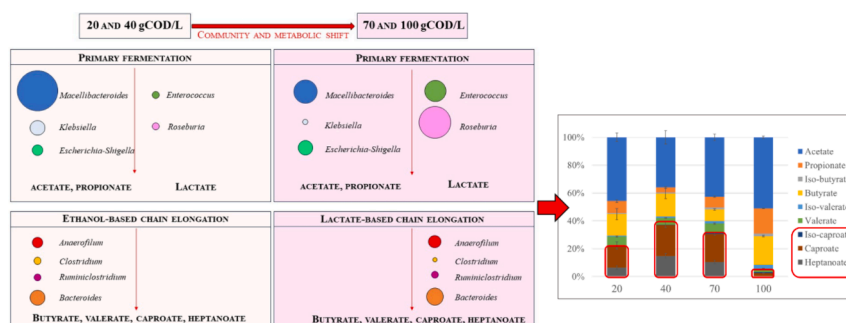 20 AND 40 gCOD/L
COMMUNITY AND METABOLIC SHIFT
70 AND 100 gCOD/L
PRIMARY FERMENTATION
Macellibacteroides
Enterococcus
Klebsiella
Roseburia
Escherichia-Shigella
ACETATE, PROPIONATE
LACTATE
ETHANOL-BASED CHAIN ELONGATION
Anaerofilum
Clostridium
Ruminiclostridium
Bacteroides
BUTYRATE, VALERATE, CAPROATE, HEPTANOATE
PRIMARY FERMENTATION
Macellibacteroides
Enterococcus
Klebsiella
Roseburia
Escherichia-Shigella
ACETATE, PROPIONATE
LACTATE
LACTATE-BASED CHAIN ELONGATION
Anaerofilum
Clostridium
Ruminiclostridium
Bacteroides
BUTYRATE, VALERATE, CAPROATE, HEPTANOATE
100%
80%
60%
40%
20%
0%
20
40
70
100
Acetate
Propionate
Iso-butyrat
Butyrate
Iso-valerat
Valerate
Iso-caproat
Caproate
Heptanoate